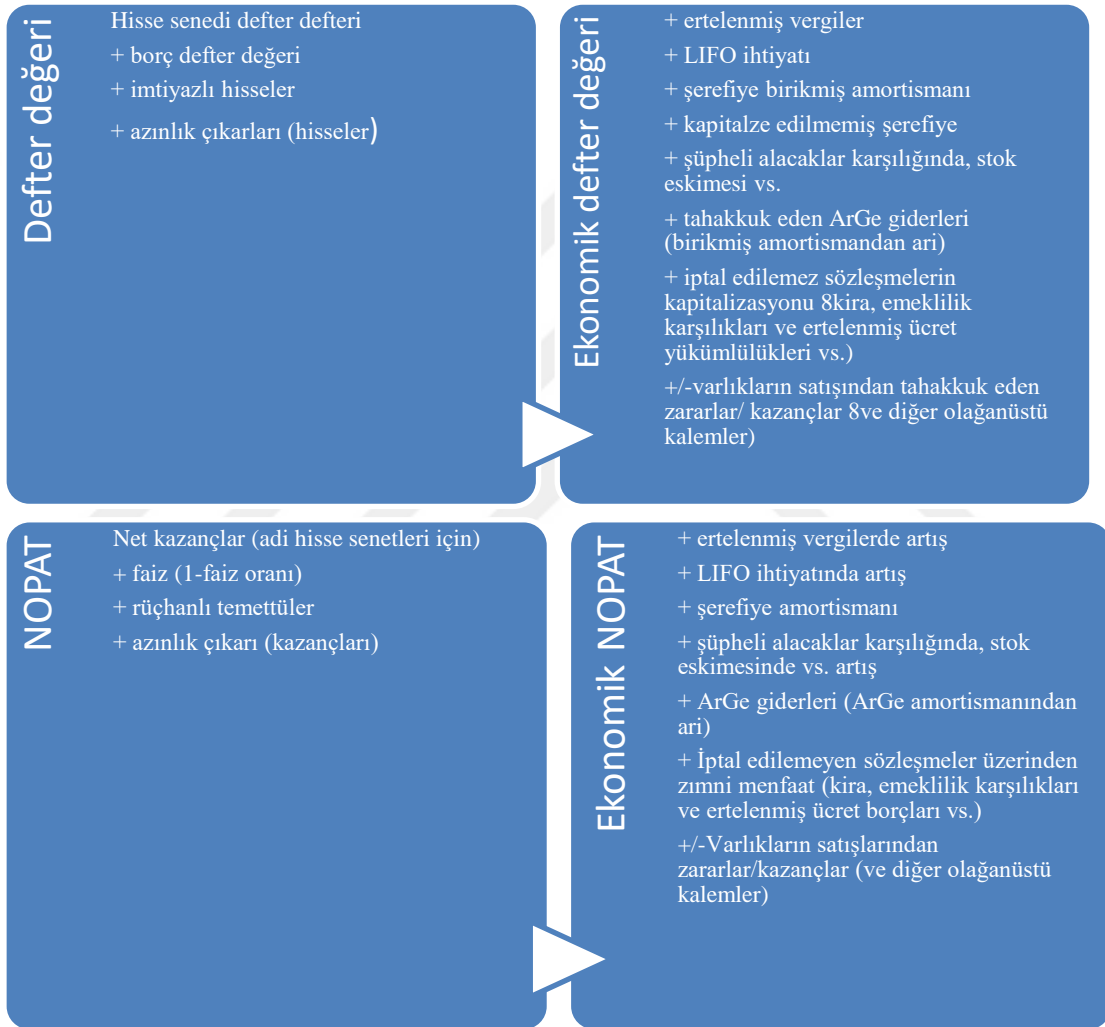 Defter değeri
Hisse senedi defter defteri
+ borç defter değeri
+ imtiyazlı hisseler
+ azınlık çıkarları (hisseler)
Ekonomik defter değeri
+ ertelenmiş vergiler
+ LIFO ihtiyatı
+ şerefiye birikmiş amortismanı
+ kapitalze edilmemiş şerefiye
+ şüpheli alacaklar karşılığında, stok
eskimesi vs.
+ tahakkuk eden ArGe giderleri
(birikmiş amortismandan ari)
+ iptal edilemez sözleşmelerin
kapitalizasyonu 8kira, emeklilik
karşılıkları ve ertelenmiş ücret
yükümlülükleri vs.)
+/-varlıkların satışından tahakkuk eden
zararlar/ kazançlar 8ve diğer olağanüstü
kalemler)
NOPAT
Net kazançlar (adi hisse senetleri için)
+ faiz (1-faiz oranı)
+ rüçhanlı temettüler
+ azınlık çıkarı (kazançları)
Ekonomik NOPAT
+ ertelenmiş vergilerde artış
+ LIFO ihtiyatında artış
+ şerefiye amortismanı
+ şüpheli alacaklar karşılığında, stok
eskimesinde vs. artış
+ ArGe giderleri (ArGe amortismanından
ari)
+ İptal edilemeyen sözleşmeler üzerinden
zımni menfaat (kira, emeklilik karşılıkları
ve ertelenmiş ücret borçları vs.)
+/-Varlıkların satışlarından
zararlar/kazançlar (ve diğer olağanüstü
kalemler)